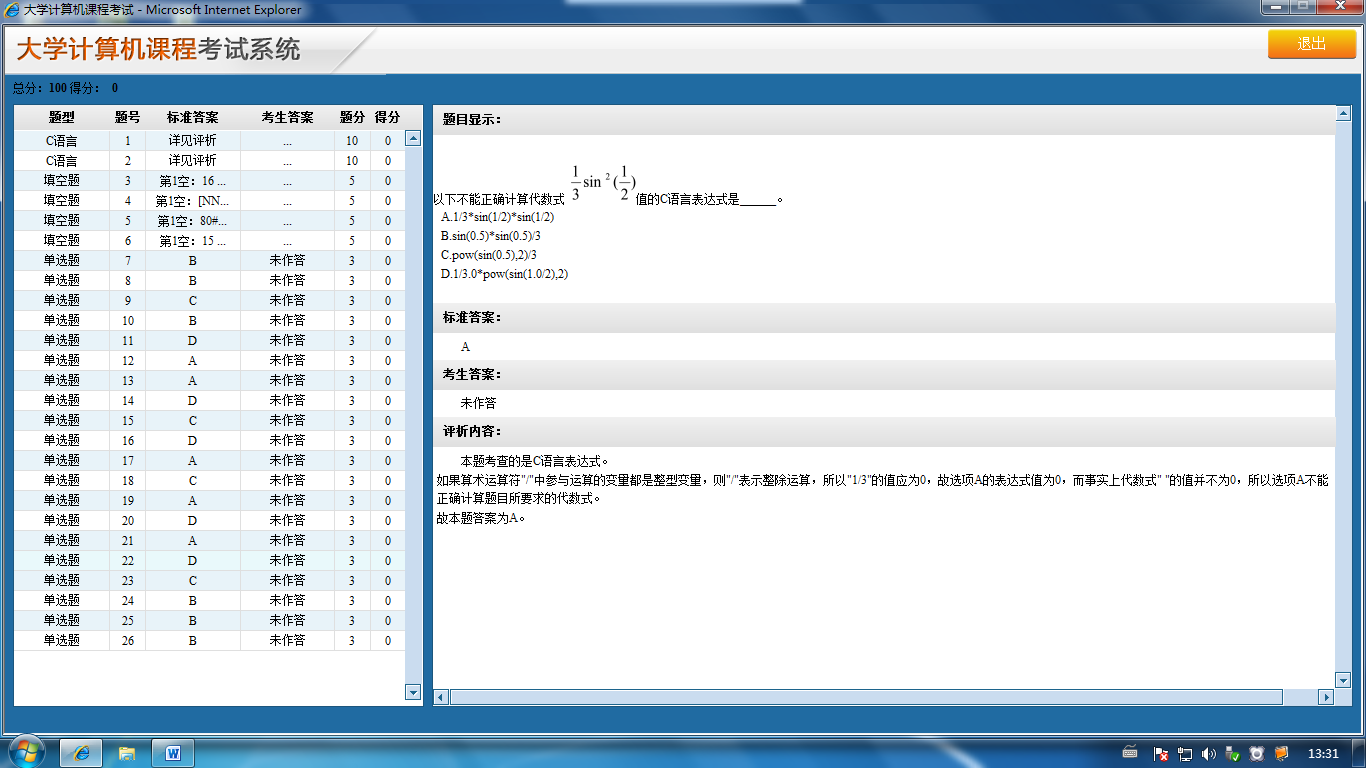 大学计算机课程考试 - Microsoft Internet Explorer
大学计算机课程考试系统
退出
总分：100 得分： 0
题型 题号 标准答案 考生答案 题分 得分
C语言 1 详见评析 ... 10 0
C语言 2 详见评析 ... 10 0
填空题 3 第1空：16 ... ... 5 0
填空题 4 第1空：[NN... ... 5 0
填空题 5 第1空：80#... ... 5 0
填空题 6 第1空：15 ... ... 5 0
单选题 7 B 未作答 3 0
单选题 8 B 未作答 3 0
单选题 9 C 未作答 3 0
单选题 10 B 未作答 3 0
单选题 11 D 未作答 3 0
单选题 12 A 未作答 3 0
单选题 13 A 未作答 3 0
单选题 14 D 未作答 3 0
单选题 15 C 未作答 3 0
单选题 16 D 未作答 3 0
单选题 17 A 未作答 3 0
单选题 18 C 未作答 3 0
单选题 19 A 未作答 3 0
单选题 20 D 未作答 3 0
单选题 21 A 未作答 3 0
单选题 22 D 未作答 3 0
单选题 23 C 未作答 3 0
单选题 24 B 未作答 3 0
单选题 25 B 未作答 3 0
单选题 26 B 未作答 3 0
题目显示：
以下不能正确计算代数式 1/3 sin ²(1/2) 值的C语言表达式是______。
A.1/3*sin(1/2)*sin(1/2)
B.sin(0.5)*sin(0.5)/3
C.pow(sin(0.5),2)/3
D.1/3.0*pow(sin(1.0/2),2)
标准答案：
A
考生答案：
未作答
评析内容：
本题考查的是C语言表达式。
如果算术运算符"/"中参与运算的变量都是整型变量，则"/"表示整除运算，所以"1/3"的值应为0，故选项A的表达式值为0，而事实上代数式" "的值并不为0，所以选项A不能
正确计算题目所要求的代数式。
故本题答案为A。
13:31